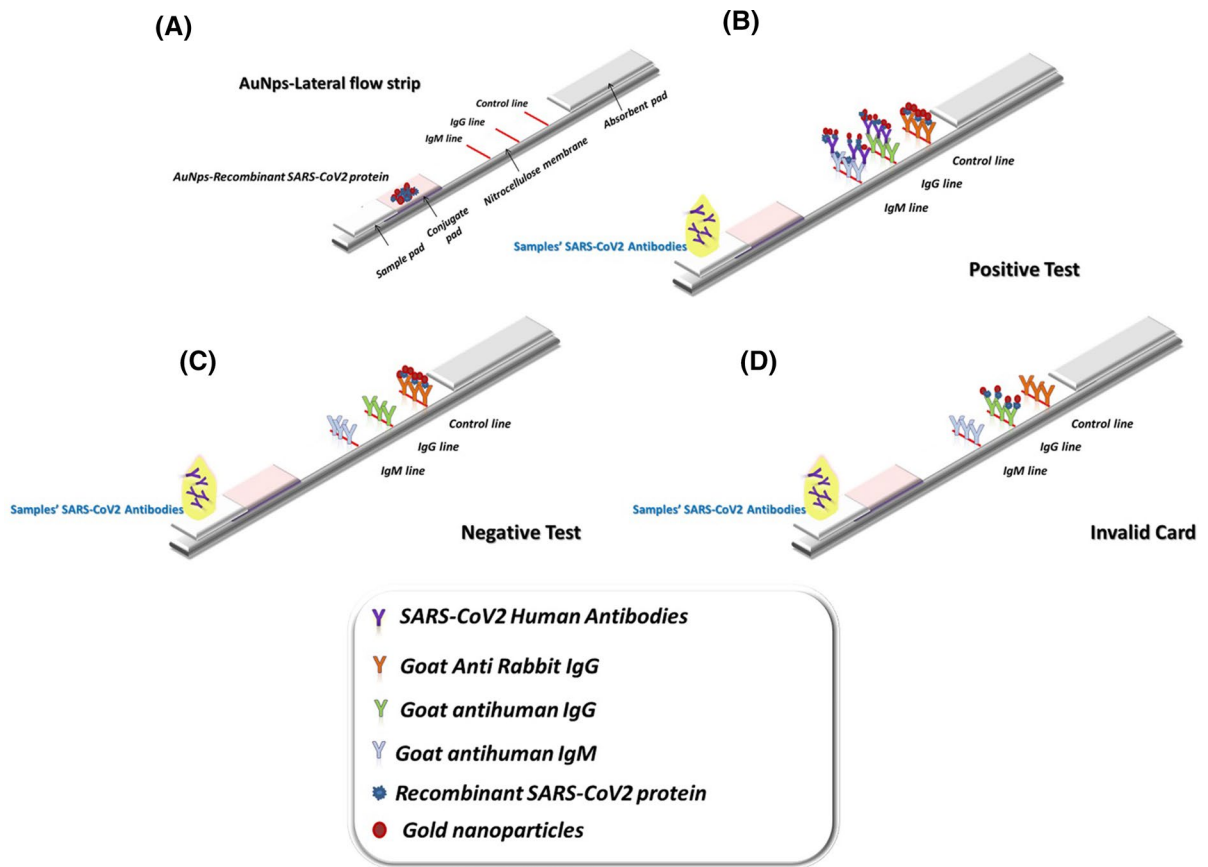 (A)
AuNps-Lateral flow strip
Control line
IgG line
IgM line
Absorbent pad
Nitrocellulose membrane
AuNps-Recombinant SARS-CoV2 protein
Conjugate
pad
Sample pad
(B)
Control line
IgG line
IgM line
Samples' SARS-CoV2 Antibodies
Positive Test
(C)
Control line
IgG line
IgM line
Samples' SARS-CoV2 Antibodies
Negative Test
(D)
Control line
IgG line
IgM line
Samples' SARS-CoV2 Antibodies
Invalid Card
SARS-CoV2 Human Antibodies
Goat Anti Rabbit IgG
Goat antihuman IgG
Goat antihuman IgM
Recombinant SARS-CoV2 protein
Gold nanoparticles